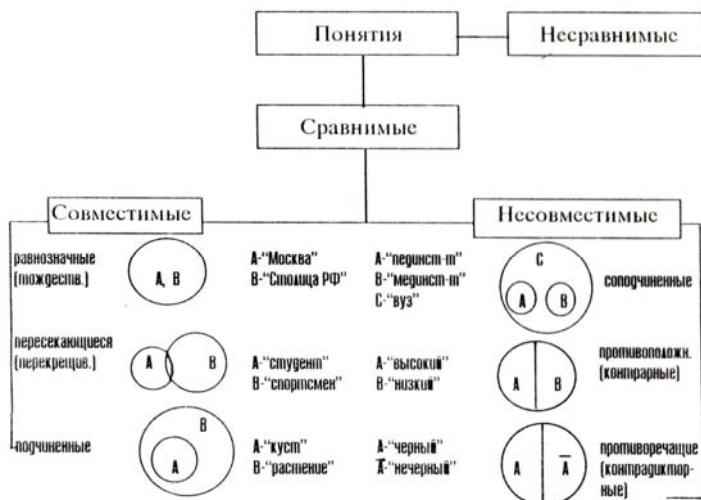 Понятия
Несравнимые
Сравнимые
Совместимые
Несовместимые
равнозначные
(тождеств.)
A, B
A-“Москва”
B-“Столица РФ”
A-“пединст-т”
B-“мединст-т”
C-“вуз”
C
A B
соподчиненные
пересекающиеся
(перекрещив.)
A B
A-“студент”
B-“спортсмен”
A-“высокий”
B-“низкий”
A B
противоположн.
(контрарные)
подчиненные
B
A
A-“куст”
B-“растение”
A-“черный”
A̅-“нечерный”
A A̅
противоречащие
(контрадиктор-
ные)